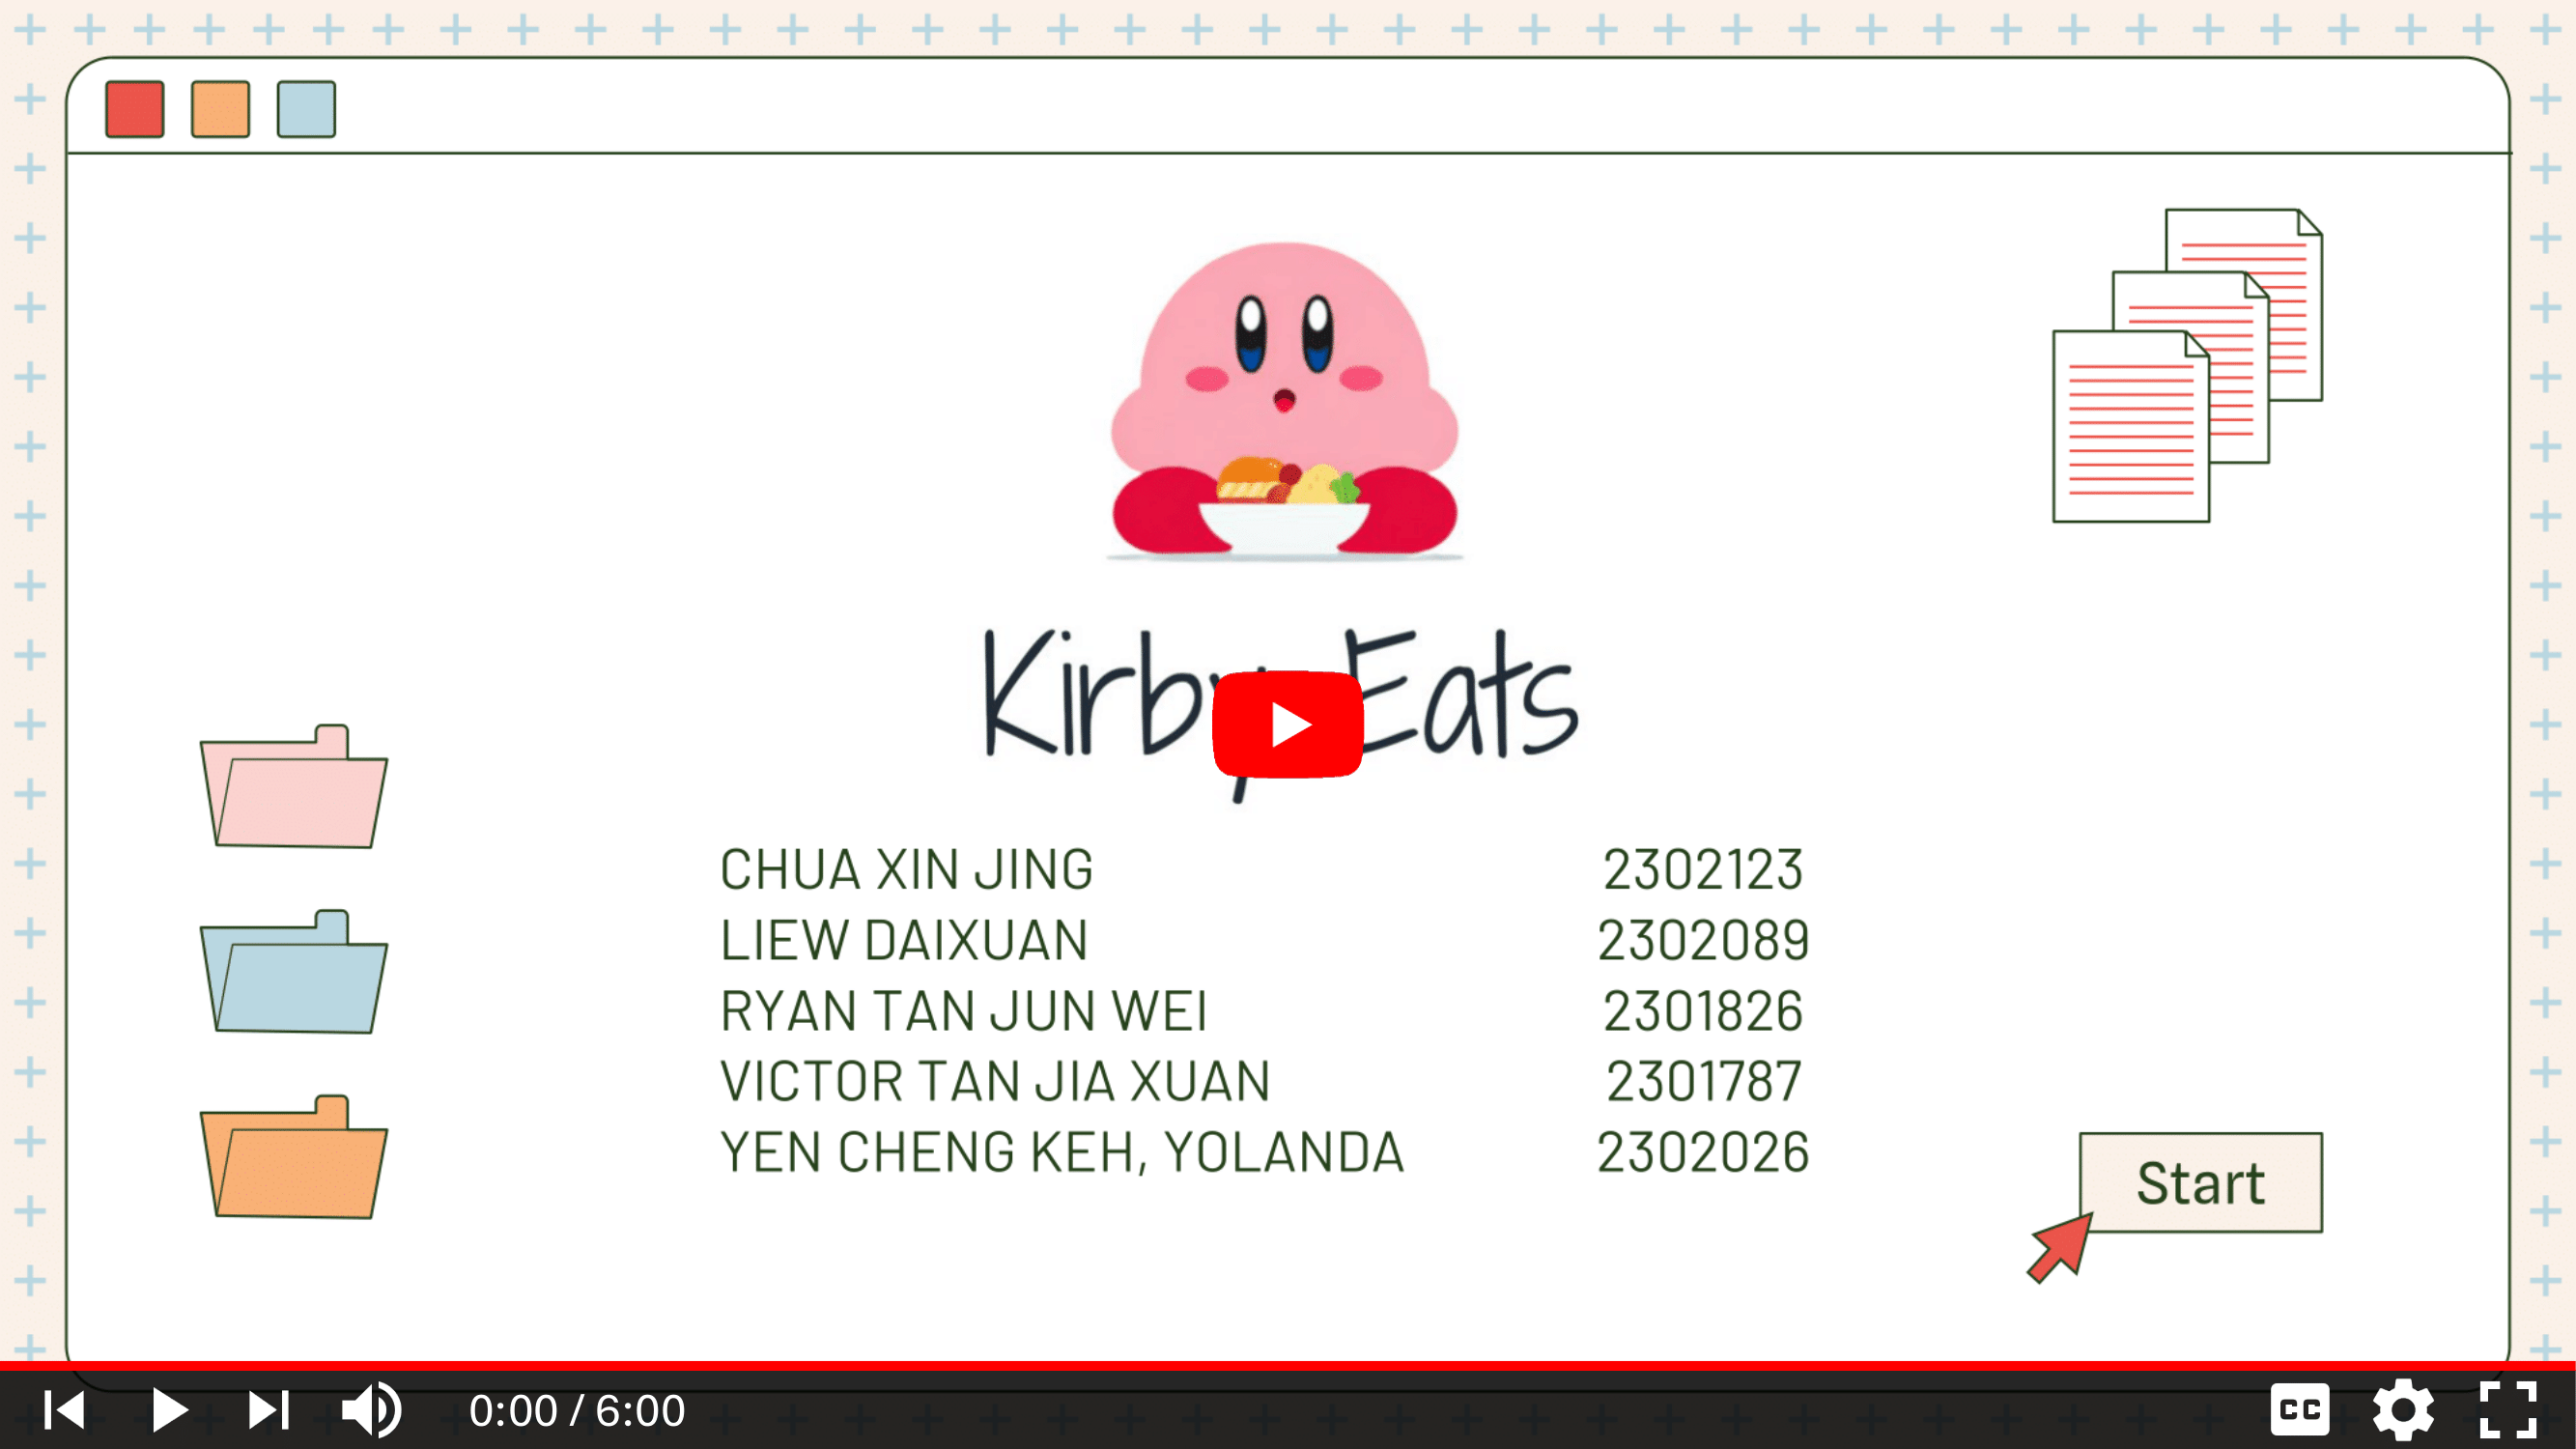 Kirby Eats
CHUA XIN JING 2302123
LIEW DAIXUAN 2302089
RYAN TAN JUN WEI 2301826
VICTOR TAN JIA XUAN 2301787
YEN CHENG KEH, YOLANDA 2302026
Start
0:00 / 6:00
CC